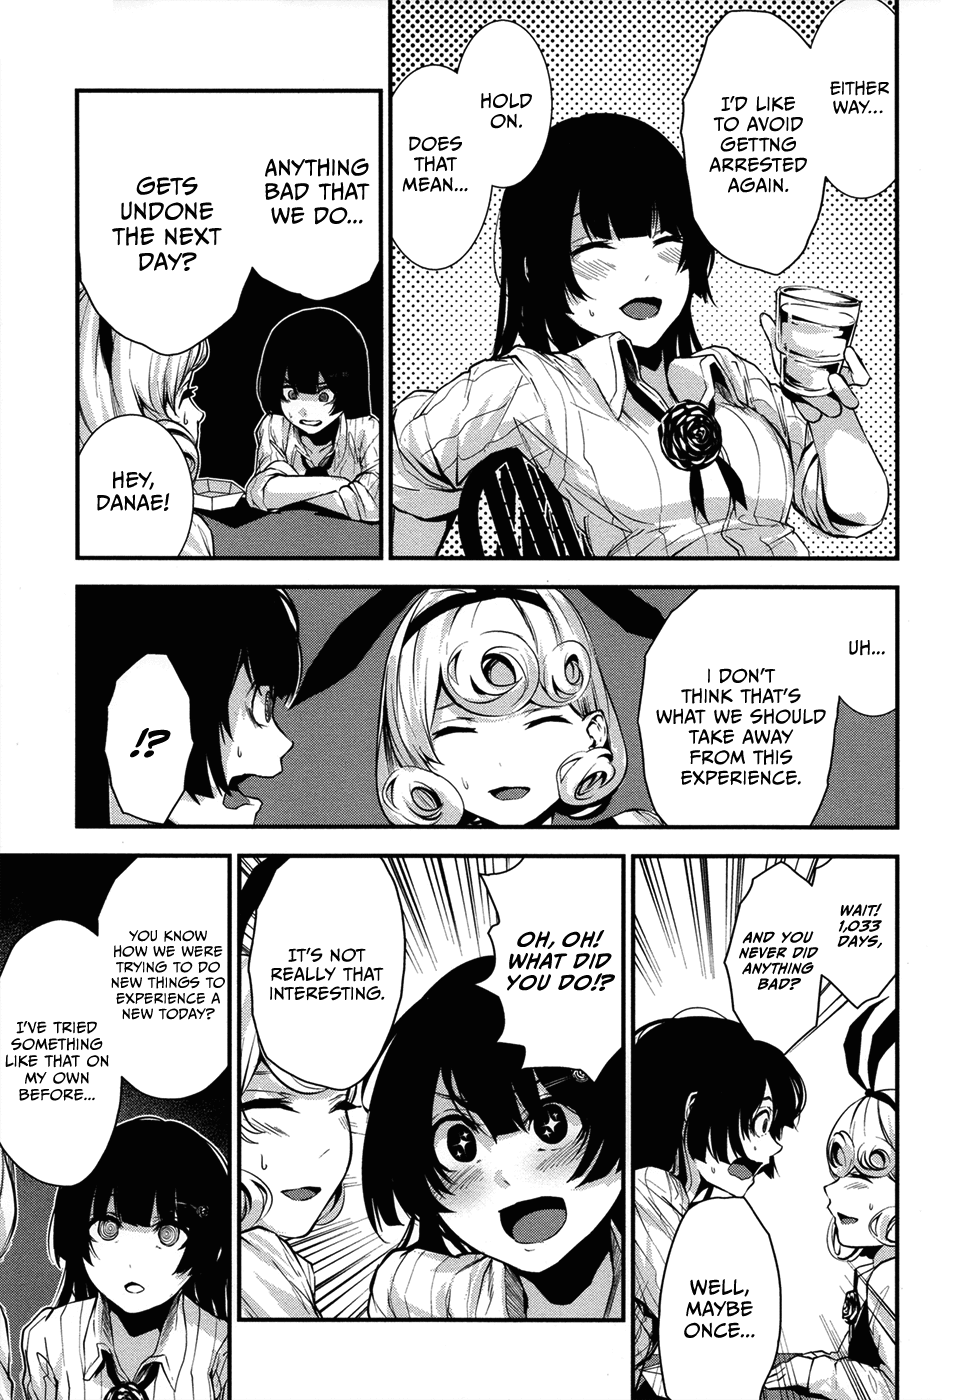 EITHER
WAY...
I'D LIKE
TO AVOID
GETTNG
ARRESTED
AGAIN.
HOLD
ON.
DOES
THAT
MEAN...
ANYTHING
BAD THAT
WE DO...
GETS
UNDONE
THE NEXT
DAY?
HEY,
DANAE!
UH...
I DON'T
THINK THAT'S
WHAT WE SHOULD
TAKE AWAY
FROM THIS
EXPERIENCE.
!?
WAIT!
1,033
DAYS,
AND YOU
NEVER DID
ANYTHING
BAD?
WELL,
MAYBE
ONCE...
OH, OH!
WHAT DID
YOU DO!?
IT'S NOT
REALLY THAT
INTERESTING.
YOU KNOW
HOW WE WERE
TRYING TO DO
NEW THINGS TO
EXPERIENCE A
NEW TODAY?
I'VE TRIED
SOMETHING
LIKE THAT ON
MY OWN
BEFORE...